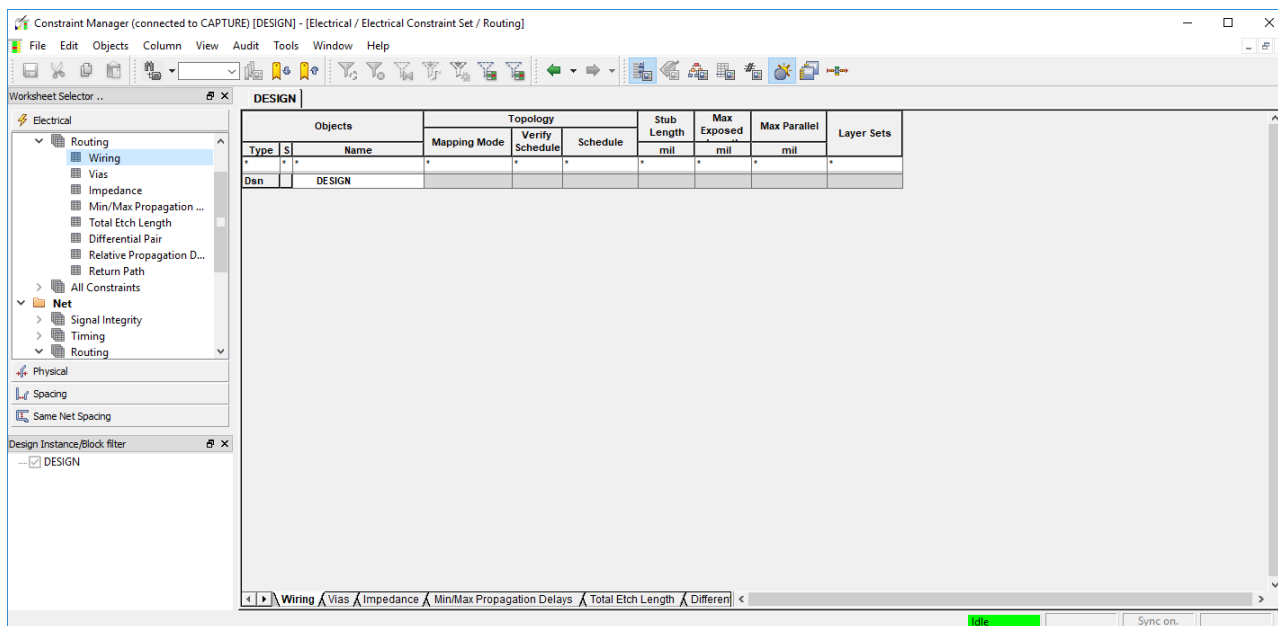 Constraint Manager (connected to CAPTURE) [DESIGN] - [Electrical / Electrical Constraint Set / Routing]
File Edit Objects Column View Audit Tools Window Help
Worksheet Selector ..
Electrical
Routing
Wiring
Vias
Impedance
Min/Max Propagation ...
Total Etch Length
Differential Pair
Relative Propagation D...
Return Path
All Constraints
Net
Signal Integrity
Timing
Routing
Physical
Spacing
Same Net Spacing
Design Instance/Block filter
DESIGN
DESIGN
Objects Topology Stub Length Max Exposed Max Parallel Layer Sets
Mapping Mode Verify Schedule Schedule
Type S Name mil mil mil
* * * * * * * * * *
Dsn DESIGN
Wiring Vias Impedance Min/Max Propagation Delays Total Etch Length Differen
Idle Sync on.